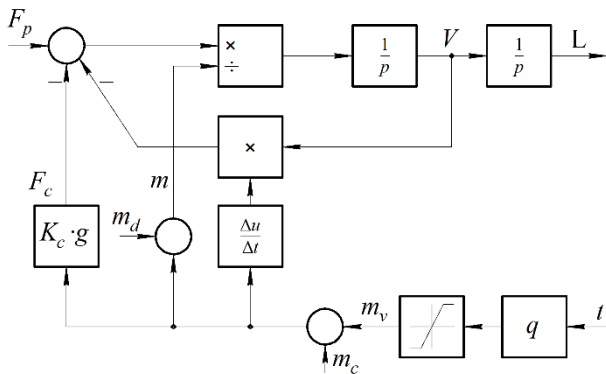 F_p
×
÷
1/p
V
1/p
L
−
−
×
F_c
m
K_c · g
m_d
Δu/Δt
m_v
q
t
m_c